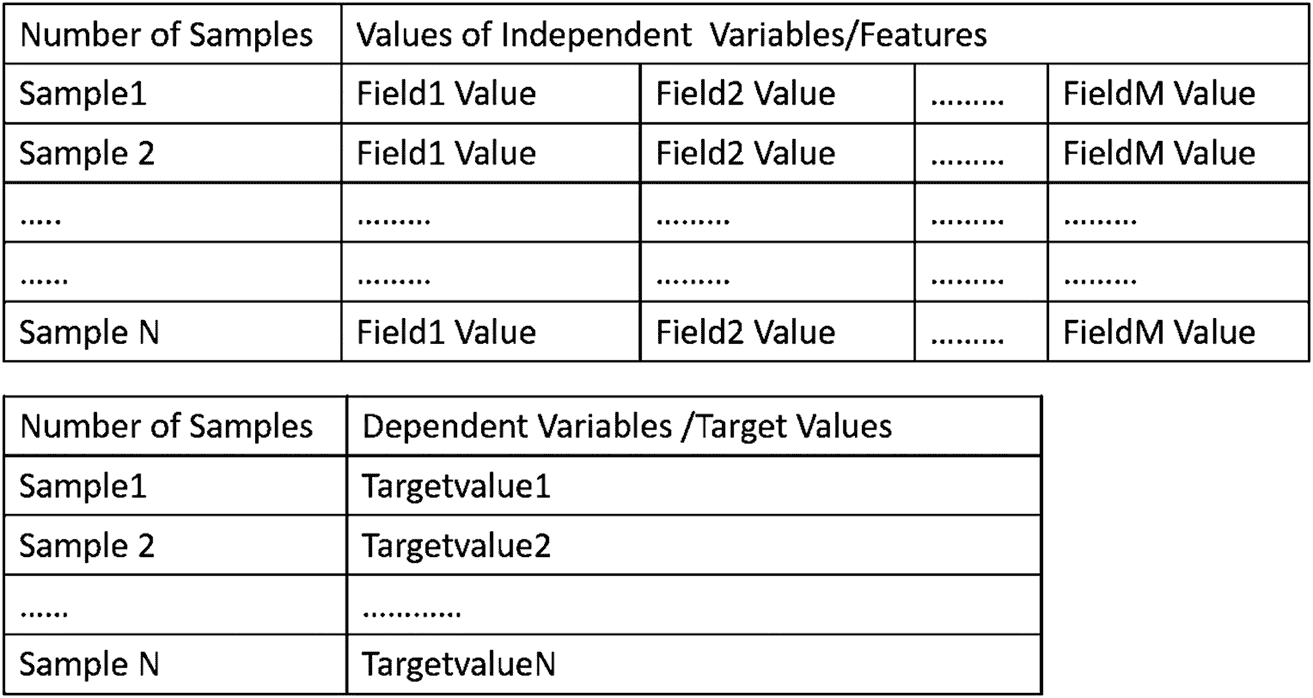 Number of Samples Values of Independent Variables/Features
Sample1 Field1 Value Field2 Value ......... FieldM Value
Sample 2 Field1 Value Field2 Value ......... FieldM Value
..... ......... ......... ......... .........
...... ......... ......... ......... .........
Sample N Field1 Value Field2 Value ......... FieldM Value
Number of Samples Dependent Variables /Target Values
Sample1 Targetvalue1
Sample 2 Targetvalue2
...... ............
Sample N TargetvalueN